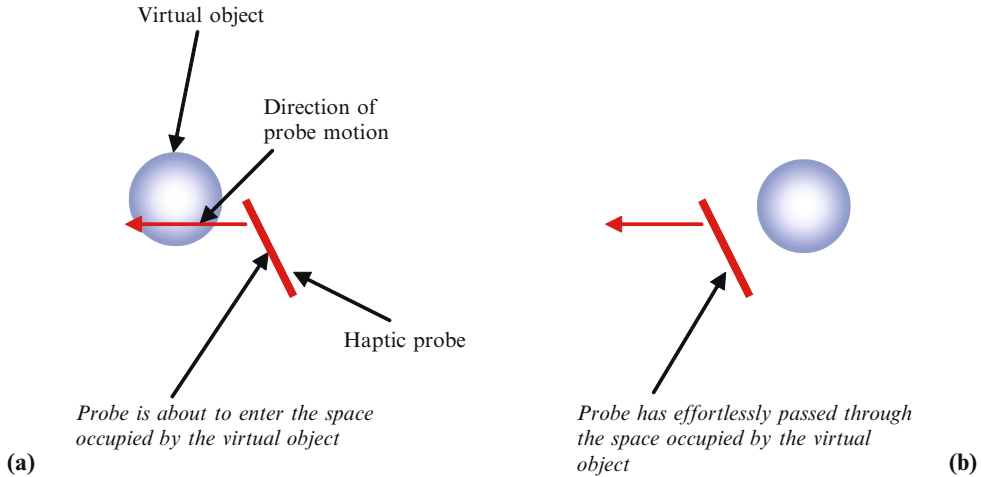 Virtual object
Direction of
probe motion
Haptic probe
Probe is about to enter the space
occupied by the virtual object
(a)
Probe has effortlessly passed through
the space occupied by the virtual
object
(b)